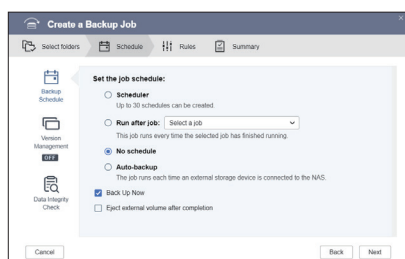 Create a Backup Job
Select folders
Schedule
Rules
Summary
Backup
Schedule
Version
Management
OFF
Data Integrity
Check
Set the job schedule:
Scheduler
Up to 30 schedules can be created.
Run after job: Select a job
This job runs every time the selected job has finished running.
No schedule
Auto-backup
The job runs each time an external storage device is connected to the NAS.
Back Up Now
Eject external volume after completion
Cancel
Back
Next